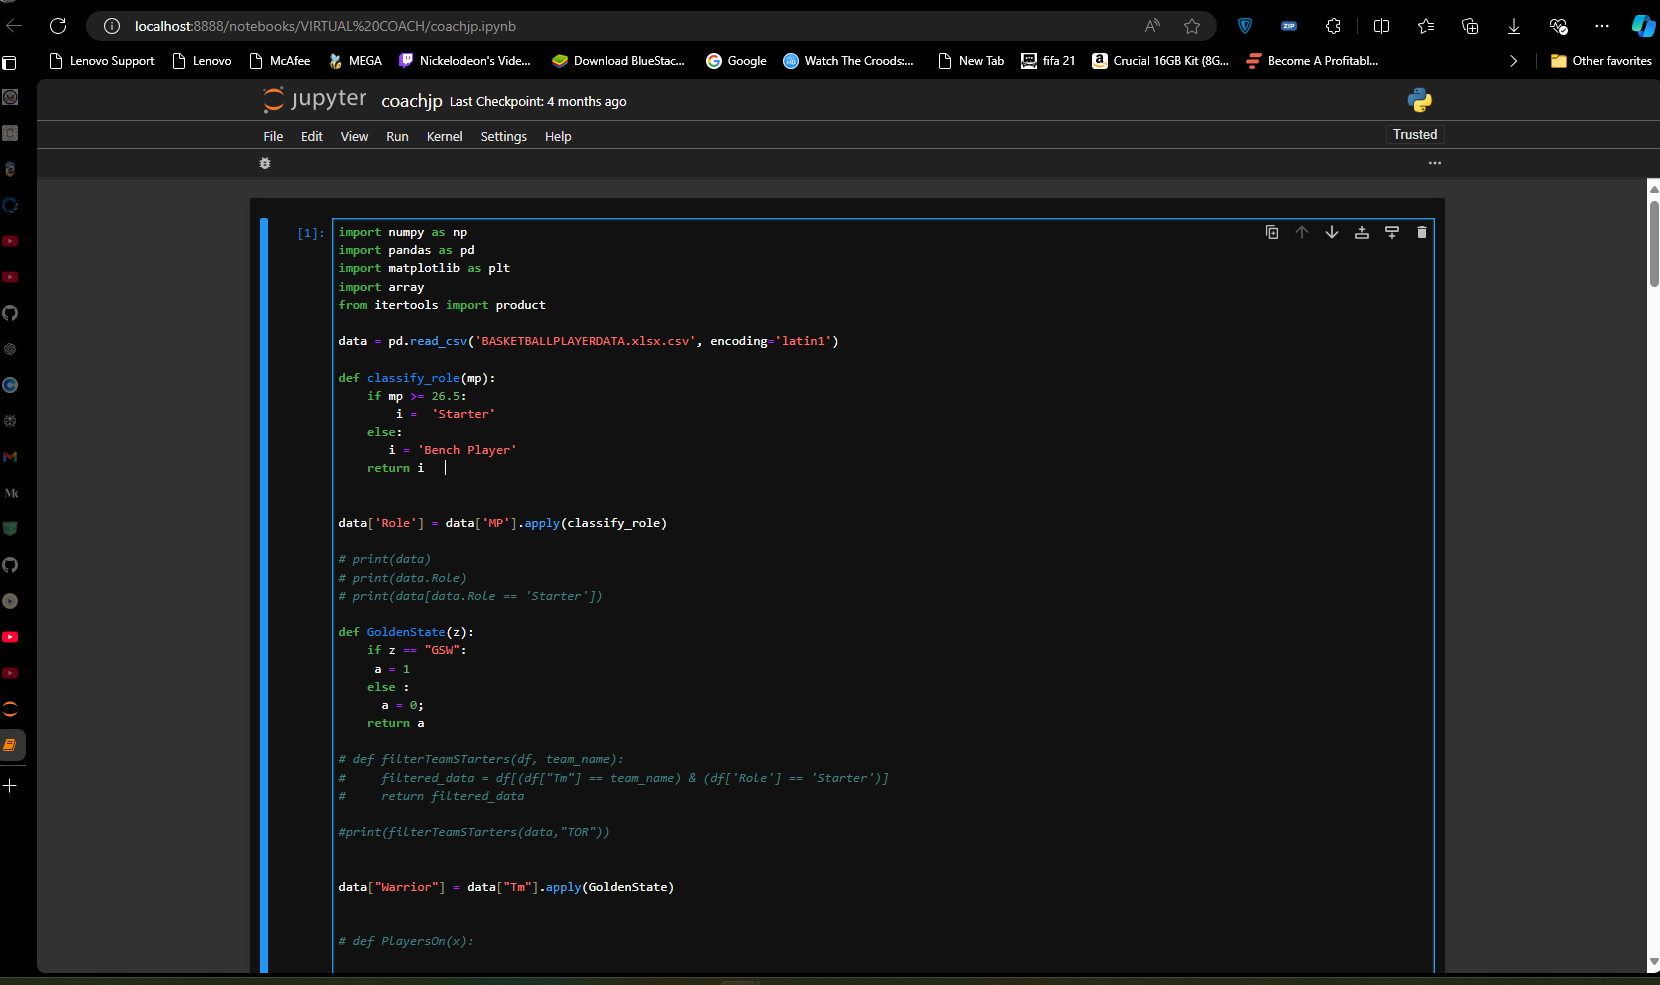 localhost:8888/notebooks/VIRTUAL%20COACH/coachjp.ipynb
ZIP
Lenovo Support Lenovo McAfee MEGA Nickelodeon's Vide... Download BlueStac... Google Watch The Croods:... New Tab fifa 21 Crucial 16GB Kit (8G... Become A Profitabl... Other favorites
jupyter coachjp Last Checkpoint: 4 months ago
File Edit View Run Kernel Settings Help Trusted
[1]:
import numpy as np
import pandas as pd
import matplotlib as plt
import array
from itertools import product
data = pd.read_csv('BASKETBALLPLAYERDATA.xlsx.csv', encoding='latin1')
def classify_role(mp):
    if mp >= 26.5:
        i =  'Starter'
    else:
       i = 'Bench Player'
    return i
data['Role'] = data['MP'].apply(classify_role)
# print(data)
# print(data.Role)
# print(data[data.Role == 'Starter'])
def GoldenState(z):
    if z == "GSW":
     a = 1
    else :
      a = 0;
    return a
# def filterTeamSTarters(df, team_name):
#     filtered_data = df[(df["Tm"] == team_name) & (df['Role'] == 'Starter')]
#     return filtered_data
#print(filterTeamSTarters(data,"TOR"))
data["Warrior"] = data["Tm"].apply(GoldenState)
# def PlayersOn(x):